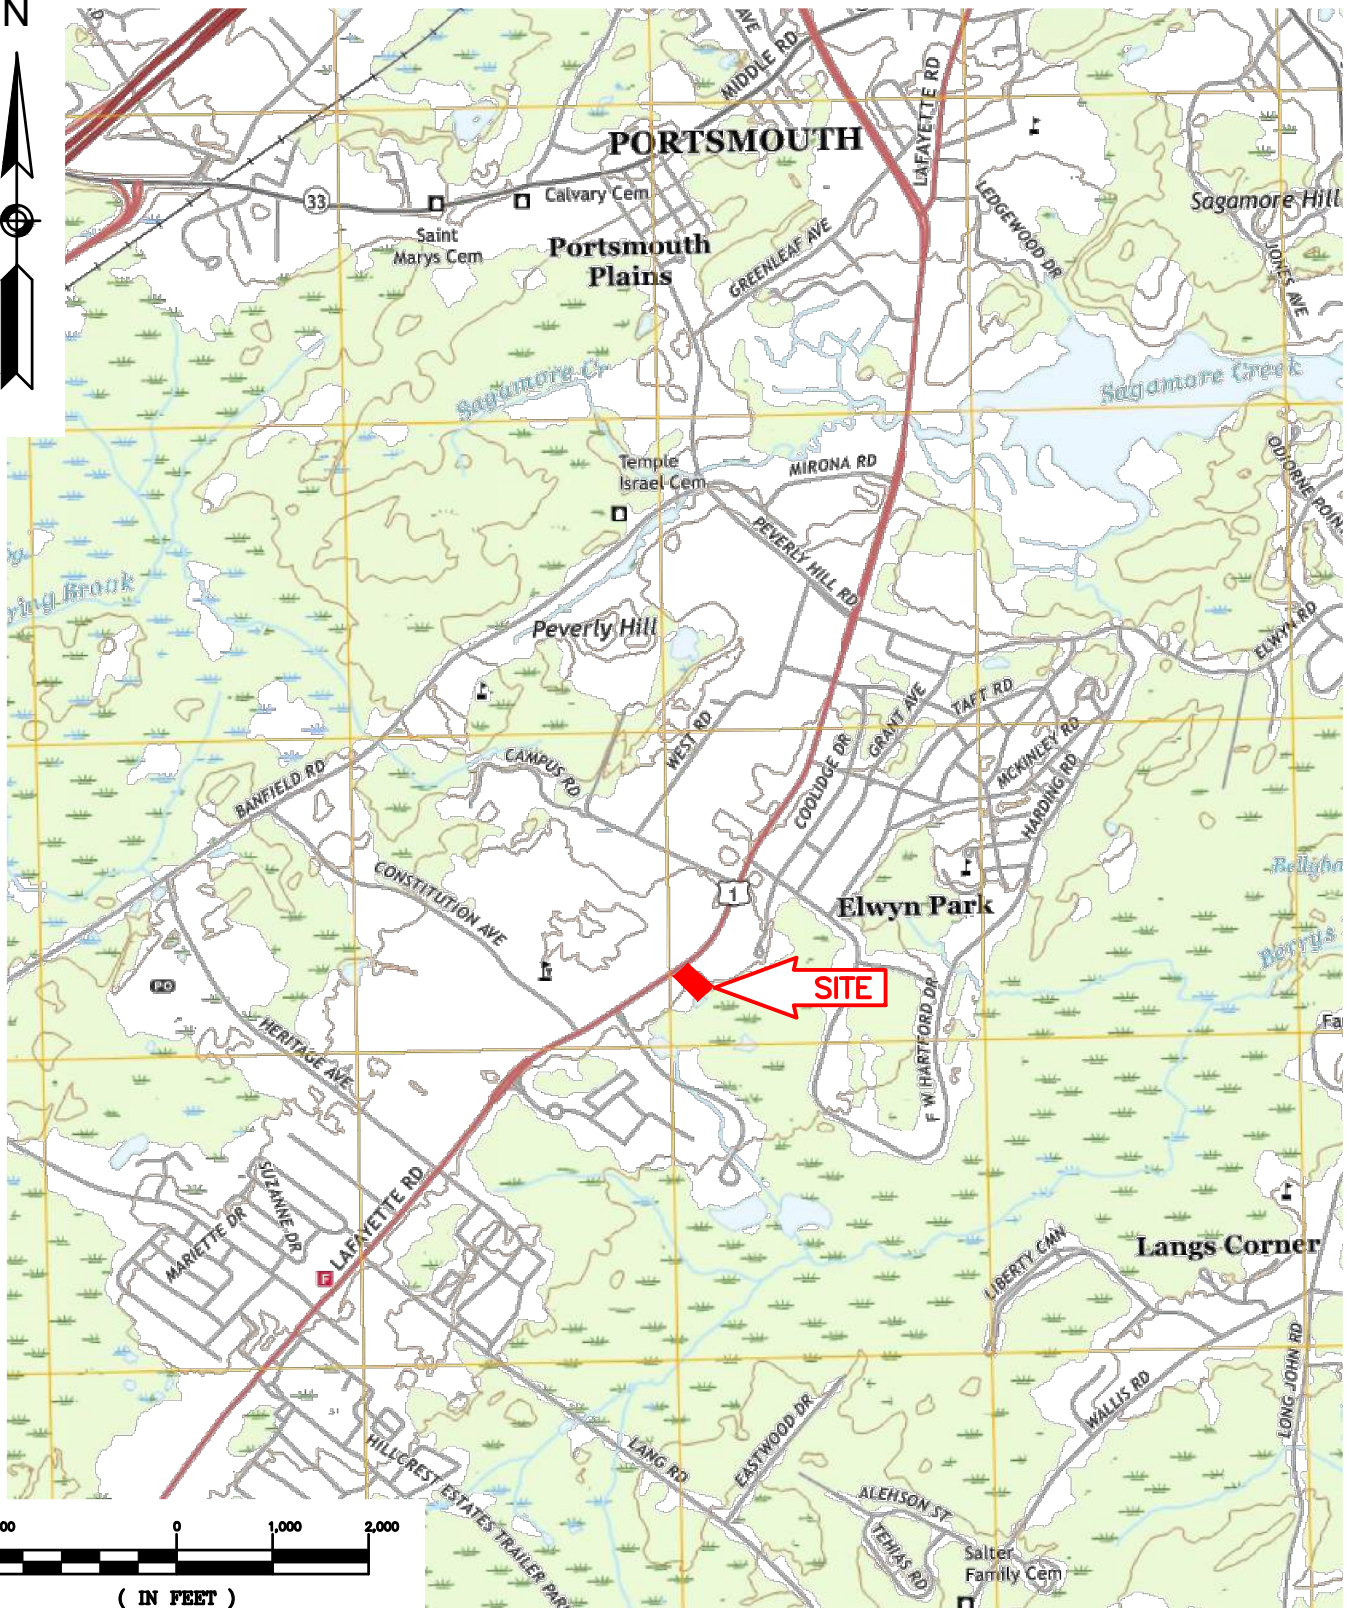 N
MIDDLE RD
LAFAYETTE RD
PORTSMOUTH
33
Calvary Cem
Saint
Marys Cem
Portsmouth
Plains
GREENLEAF AVE
LEDGEWOOD DR
Sagamore Hill
JONES AVE
Sagamore Cr
Sagamore Creek
Temple
Israel Cem
MIRONA RD
ODIORNE POIN
PEVERLY HILL RD
Peverly Hill
ELWYN RD
WEST RD
GRANT AVE
TAFT RD
CAMPUS RD
COOLIDGE DR
MCKINLEY RD
HARDING RD
BANFIELD RD
CONSTITUTION AVE
1
Elwyn Park
Berrys
PO
SITE
HERITAGE AVE
F W HARTFORD DR
Fa
SUZANNE DR
MARIETTE DR
LAFAYETTE RD
F
LIBERTY CMN
Langs Corner
LONG JOHN RD
WALLIS RD
HILLCREST ESTATES TRAILER PARK
LANG RD
EASTWOOD DR
ALEHSON ST
TEHIAS RD
Salter
Family Cem
00 0 1,000 2,000
( IN FEET )